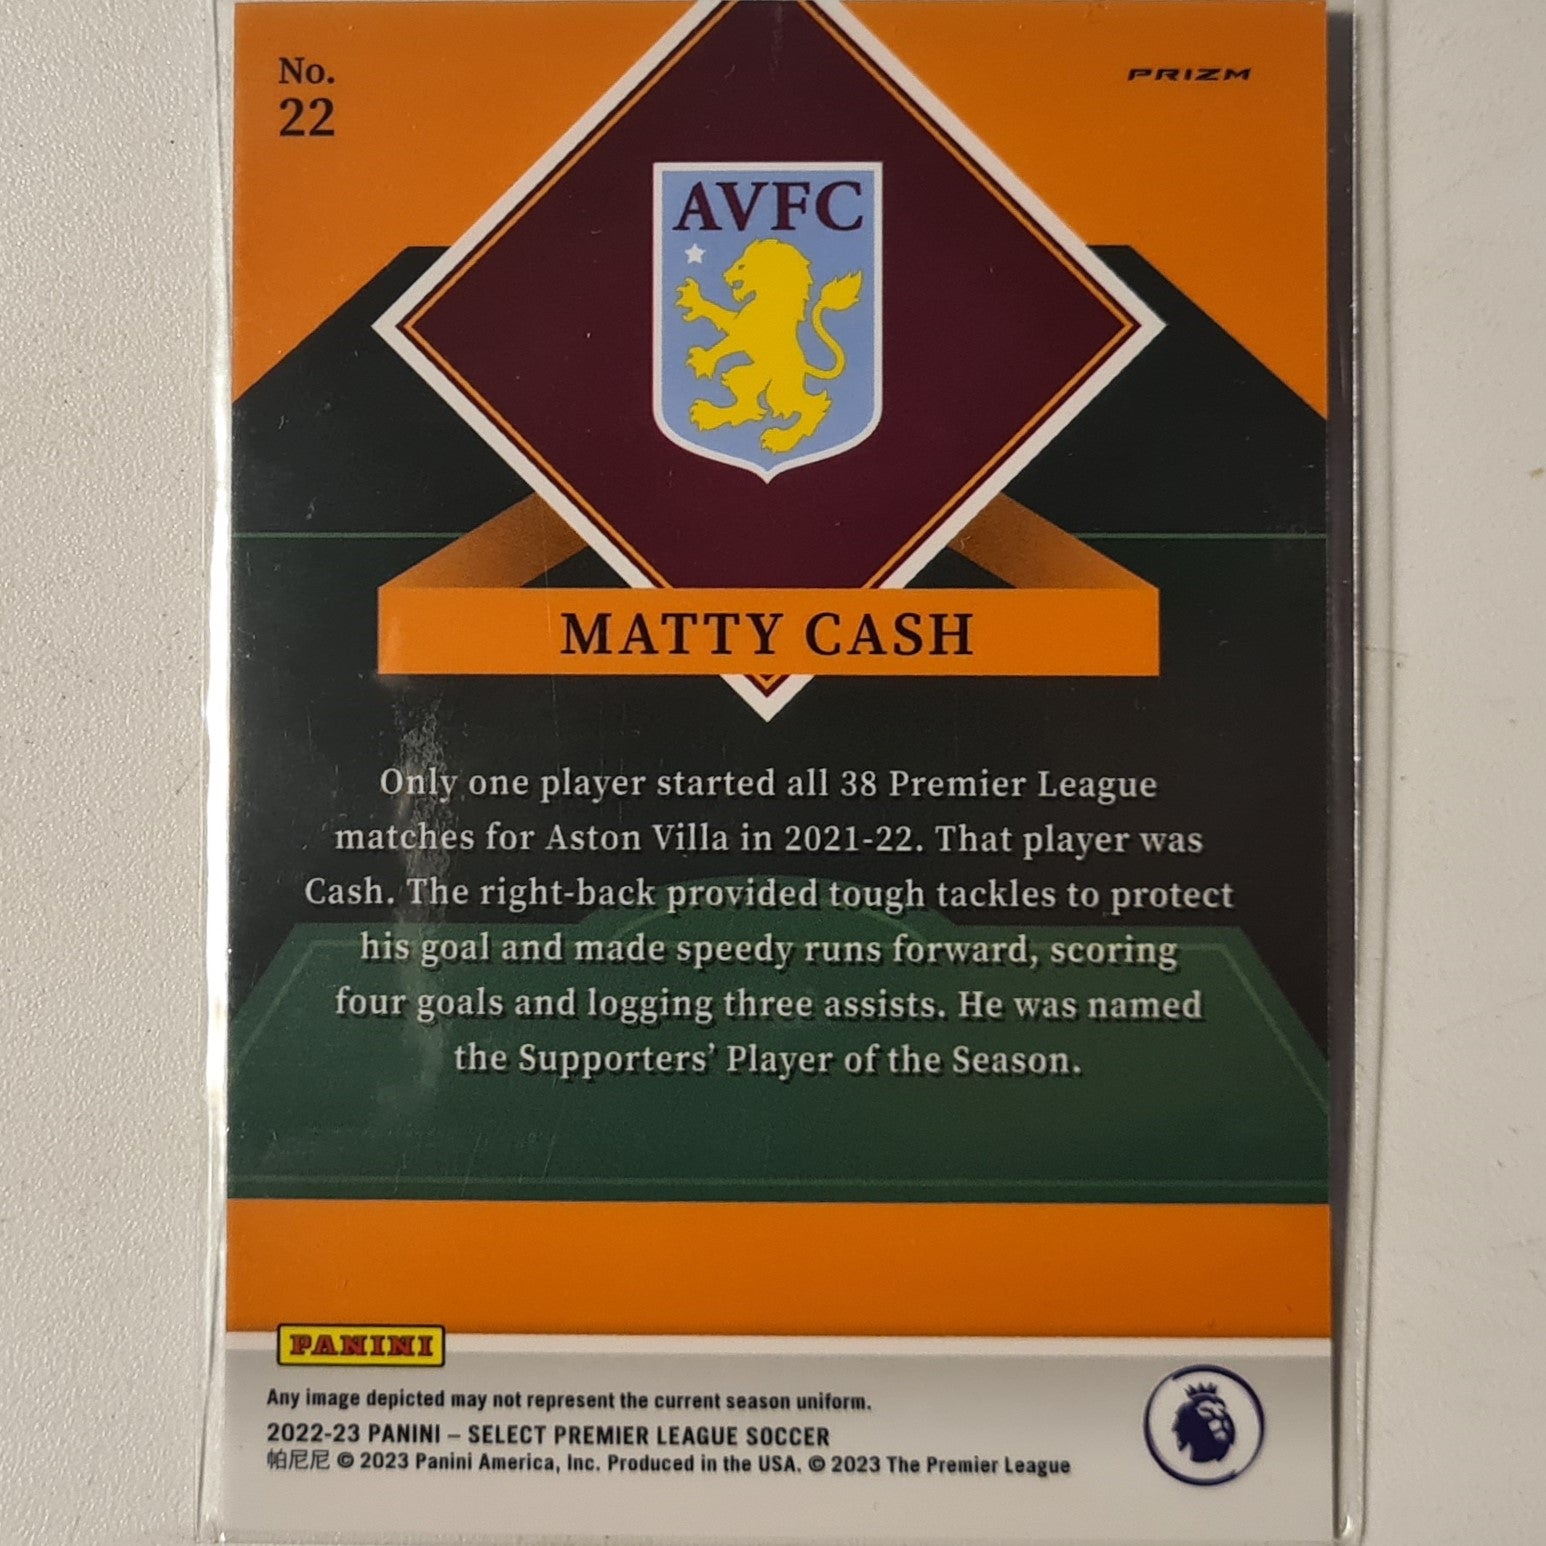 No.
22
PRIZM
AVFC
MATTY CASH
Only one player started all 38 Premier League
matches for Aston Villa in 2021-22. That player was
Cash. The right-back provided tough tackles to protect
his goal and made speedy runs forward, scoring
four goals and logging three assists. He was named
the Supporters’ Player of the Season.
PANINI
Any image depicted may not represent the current season uniform.
2022-23 PANINI – SELECT PREMIER LEAGUE SOCCER
帕尼尼 © 2023 Panini America, Inc. Produced in the USA. © 2023 The Premier League